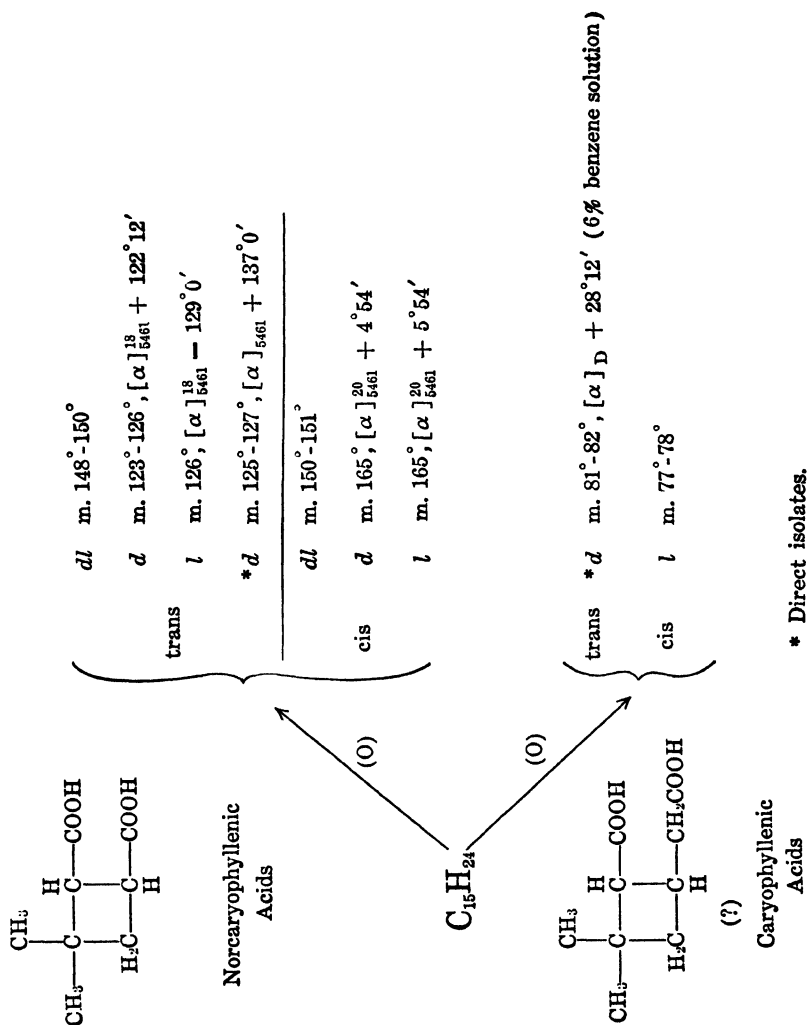 CH₃
CH₃—C—C—COOH
H
H₂C—C—COOH
H
Norcaryophyllenic
Acids
trans
dl m. 148°-150°
d m. 123°-126°, [α]¹⁸₅₄₆₁ + 122°12′
l m. 126°, [α]¹⁸₅₄₆₁ − 129°0′
*d m. 125°-127°, [α]₅₄₆₁ + 137°0′
cis
dl m. 150°-151°
d m. 165°, [α]²⁰₅₄₆₁ + 4°54′
l m. 165°, [α]²⁰₅₄₆₁ + 5°54′
C₁₅H₂₄
(O)
(O)
CH₃
CH₃—C—C—COOH
H
H₂C—C—CH₂COOH
H
(?)
Caryophyllenic
Acids
trans *d m. 81°-82°, [α]D + 28°12′ (6% benzene solution)
cis l m. 77°-78°
* Direct isolates.